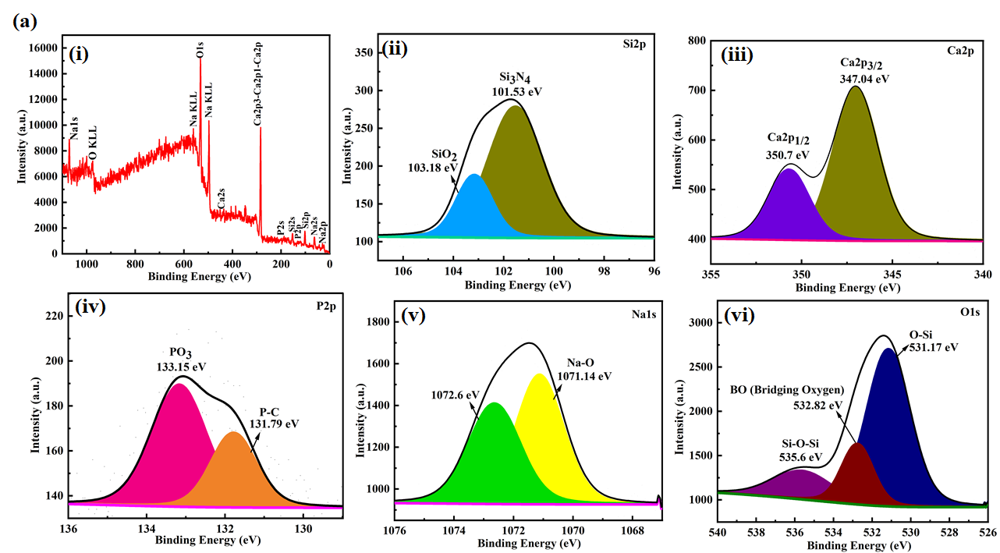 (a)
(i)
16000
14000
12000
10000
8000
6000
4000
2000
0
Intensity (a.u.)
Na1s
O KLL
Na KLL
O1s
Na KLL
Ca2s
Ca2p3-Ca2p1-Ca2p
P2s
Si2s
P2p
Si2p
Na2s
Na2p
1000 800 600 400 200 0
Binding Energy (eV)
(ii)
Si2p
350
300
250
200
150
100
Intensity (a.u.)
Si3N4
101.53 eV
SiO2
103.18 eV
106 104 102 100 98 96
Binding Energy (eV)
(iii)
Ca2p
800
700
600
500
400
Intensity (a.u.)
Ca2p3/2
347.04 eV
Ca2p1/2
350.7 eV
355 350 345 340
Binding Energy (eV)
(iv)
P2p
220
200
180
160
140
Intensity (a.u.)
PO3
133.15 eV
P-C
131.79 eV
136 134 132 130
Binding Energy (eV)
(v)
Na1s
1800
1600
1400
1200
1000
Intensity (a.u.)
Na-O
1071.14 eV
1072.6 eV
1076 1074 1072 1070 1068
Binding Energy (eV)
(vi)
O1s
3000
2500
2000
1500
1000
Intensity (a.u.)
O-Si
531.17 eV
BO (Bridging Oxygen)
532.82 eV
Si-O-Si
535.6 eV
540 538 536 534 532 530 528 526
Binding Energy (eV)